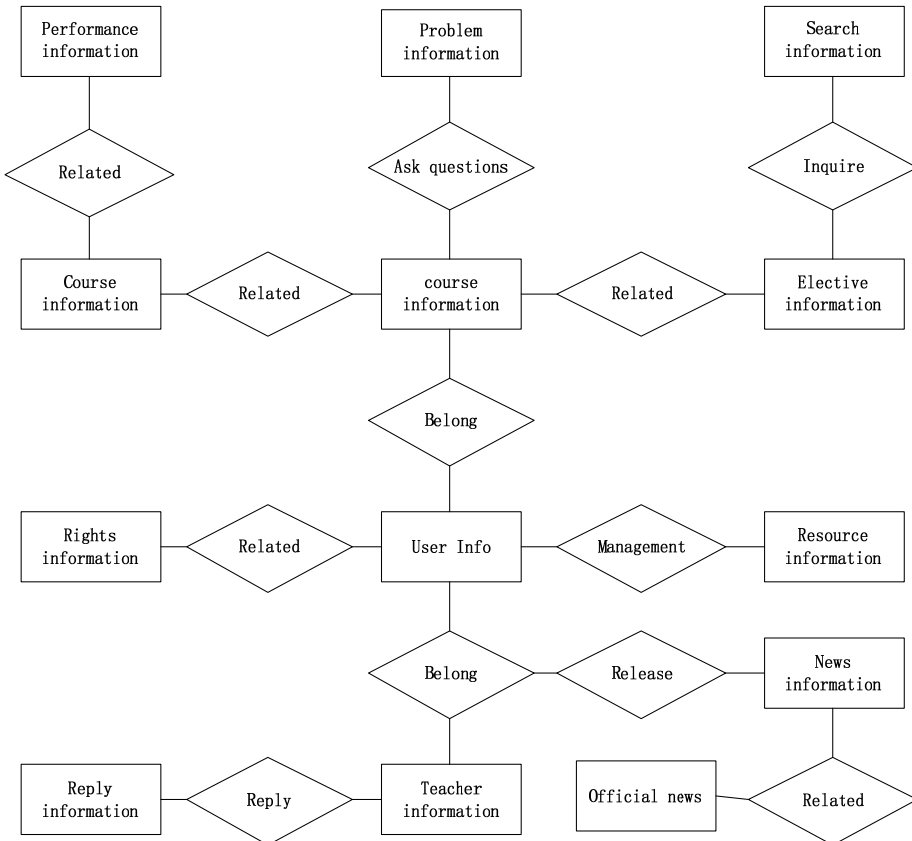 Performance
information
Problem
information
Search
information
Related
Ask questions
Inquire
Course
information
Related
course
information
Related
Elective
information
Belong
Rights
information
Related
User Info
Management
Resource
information
Belong
Release
News
information
Reply
information
Reply
Teacher
information
Official news
Related